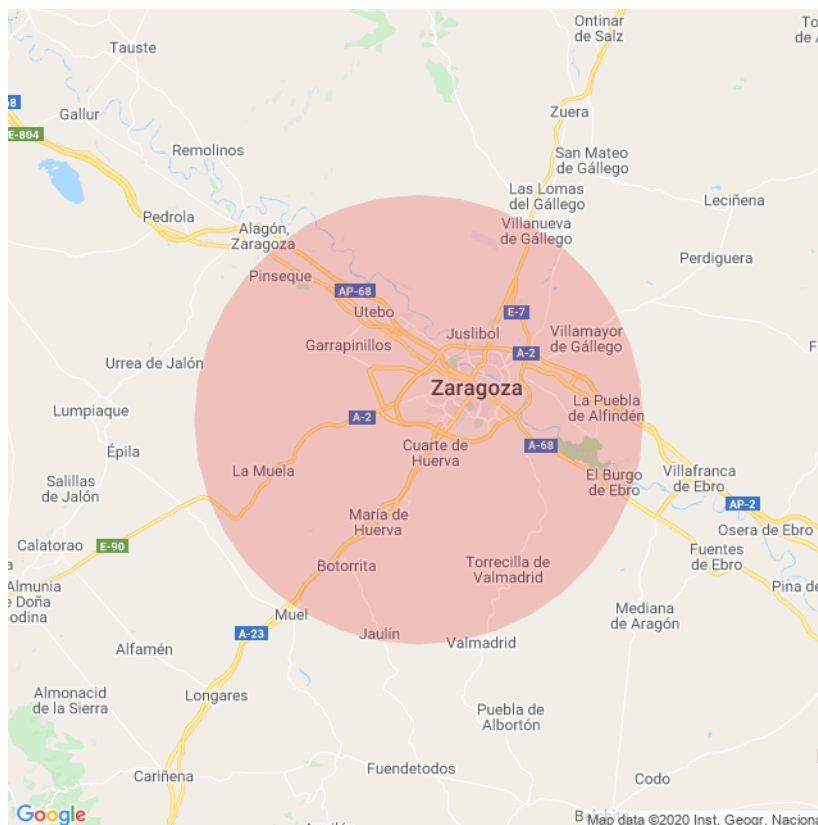 Ontinar
de Salz
Tauste
Gallur
E-804
Zuera
Remolinos
San Mateo
de Gállego
Las Lomas
del Gállego
Leciñena
Pedrola
Alagón,
Zaragoza
Villanueva
de Gállego
Perdiguera
Pinseque
AP-68
Utebo
E-7
Juslibol
Villamayor
de Gállego
Garrapinillos
A-2
Urrea de Jalón
Zaragoza
Lumpiaque
A-2
La Puebla
de Alfindén
Épila
Cuarte de
Huerva
A-68
La Muela
Salillas
de Jalón
El Burgo
de Ebro
Villafranca
de Ebro
AP-2
María de
Huerva
Osera de Ebro
Calatorao
E-90
Fuentes
de Ebro
Botorrita
Torrecilla de
Valmadrid
Almunia
Doña
Pina de
Muel
Mediana
de Aragón
A-23
Jaulín
Valmadrid
Alfamén
Almonacid
de la Sierra
Longares
Puebla de
Albortón
Cariñena
Fuendetodos
Codo
Google
Map data ©2020 Inst. Geogr. Naciona